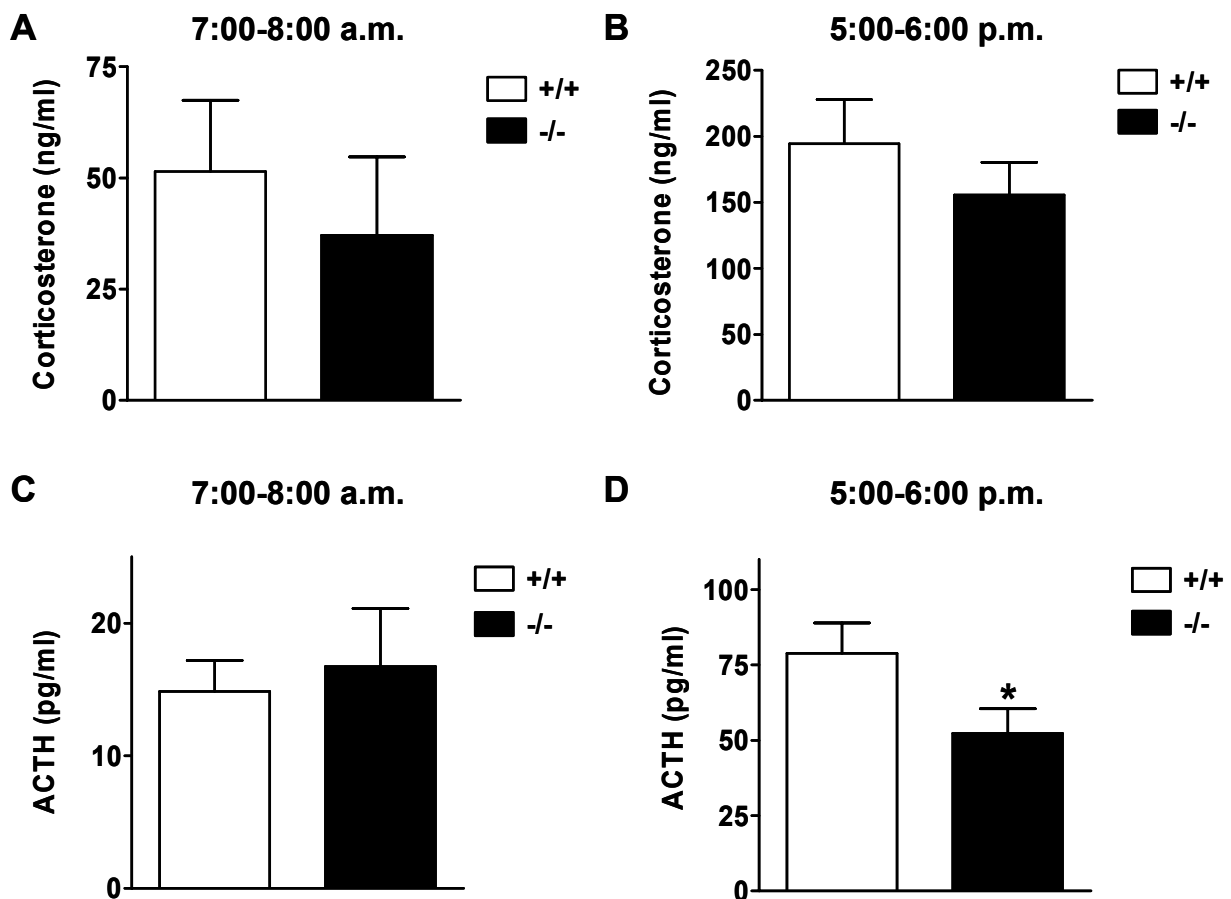 A
7:00-8:00 a.m.
Corticosterone (ng/ml)
75
50
25
0
+/+
-/-
B
5:00-6:00 p.m.
Corticosterone (ng/ml)
250
200
150
100
50
0
+/+
-/-
C
7:00-8:00 a.m.
ACTH (pg/ml)
20
10
0
+/+
-/-
D
5:00-6:00 p.m.
ACTH (pg/ml)
100
75
50
25
0
*
+/+
-/-